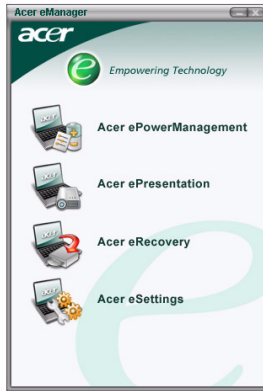 Acer eManager
acer
e Empowering Technology
Acer ePowerManagement
Acer ePresentation
Acer eRecovery
Acer eSettings